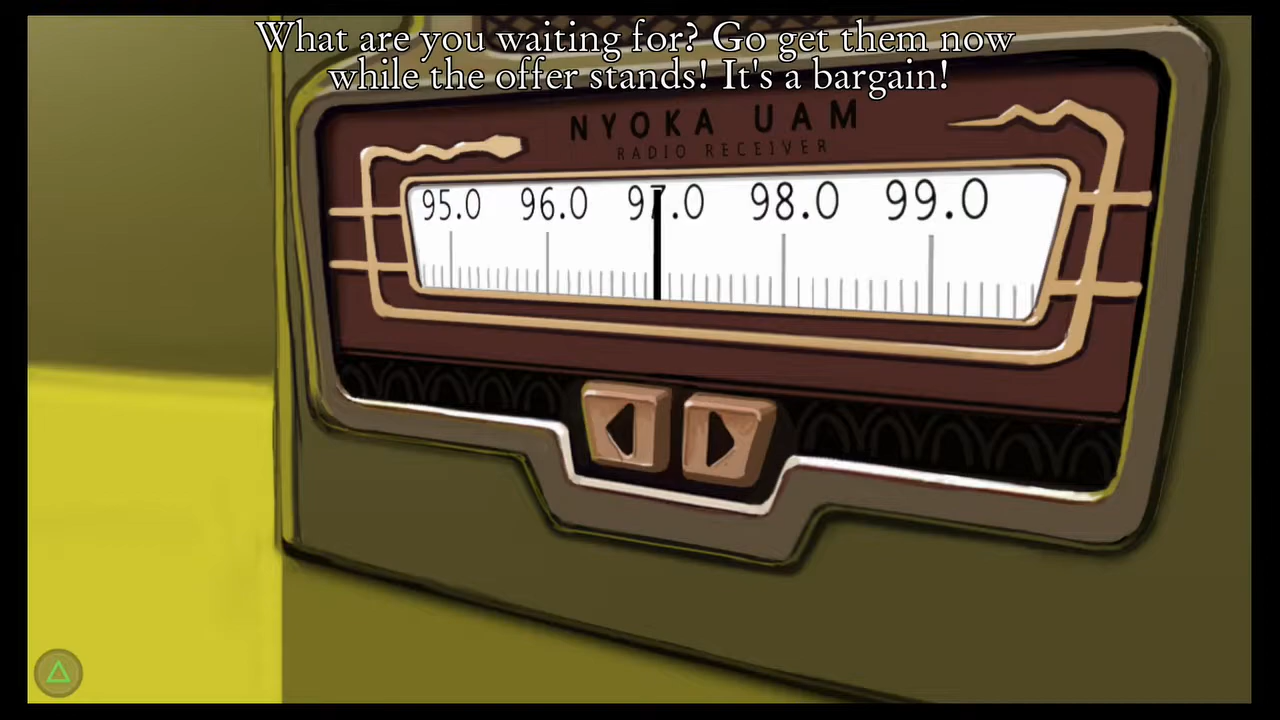 What are you waiting for? Go get them now
while the offer stands! It's a bargain!
NYOKA UAM
RADIO RECEIVER
95.0 96.0 97.0 98.0 99.0